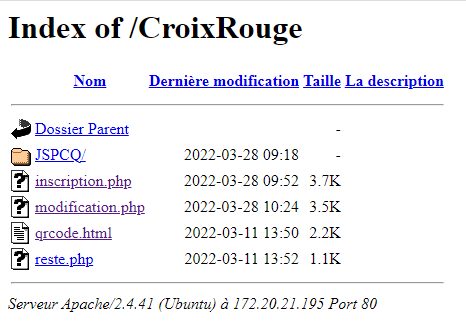 Index of /CroixRouge
Nom Dernière modification Taille La description
Dossier Parent -
JSPCQ/ 2022-03-28 09:18 -
inscription.php 2022-03-28 09:52 3.7K
modification.php 2022-03-28 10:24 3.5K
qrcode.html 2022-03-11 13:50 2.2K
reste.php 2022-03-11 13:52 1.1K
Serveur Apache/2.4.41 (Ubuntu) à 172.20.21.195 Port 80